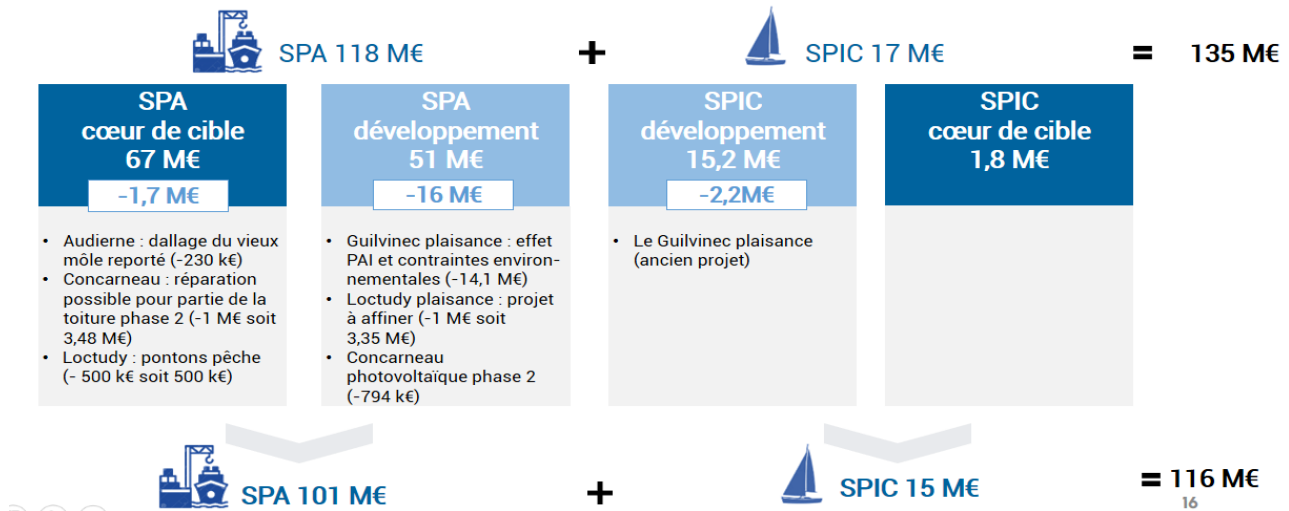 SPA 118 M€
+
SPIC 17 M€
=
135 M€
SPA
cœur de cible
67 M€
-1,7 M€
• Audierne : dallage du vieux
môle reporté (-230 k€)
• Concarneau : réparation
possible pour partie de la
toiture phase 2 (-1 M€ soit
3,48 M€)
• Loctudy : pontons pêche
(- 500 k€ soit 500 k€)
SPA
développement
51 M€
-16 M€
• Guilvinec plaisance : effet
PAI et contraintes environ-
nementales (-14,1 M€)
• Loctudy plaisance : projet
à affiner (-1 M€ soit
3,35 M€)
• Concarneau
photovoltaïque phase 2
(-794 k€)
SPIC
développement
15,2 M€
-2,2M€
• Le Guilvinec plaisance
(ancien projet)
SPIC
cœur de cible
1,8 M€
SPA 101 M€
+
SPIC 15 M€
= 116 M€
16